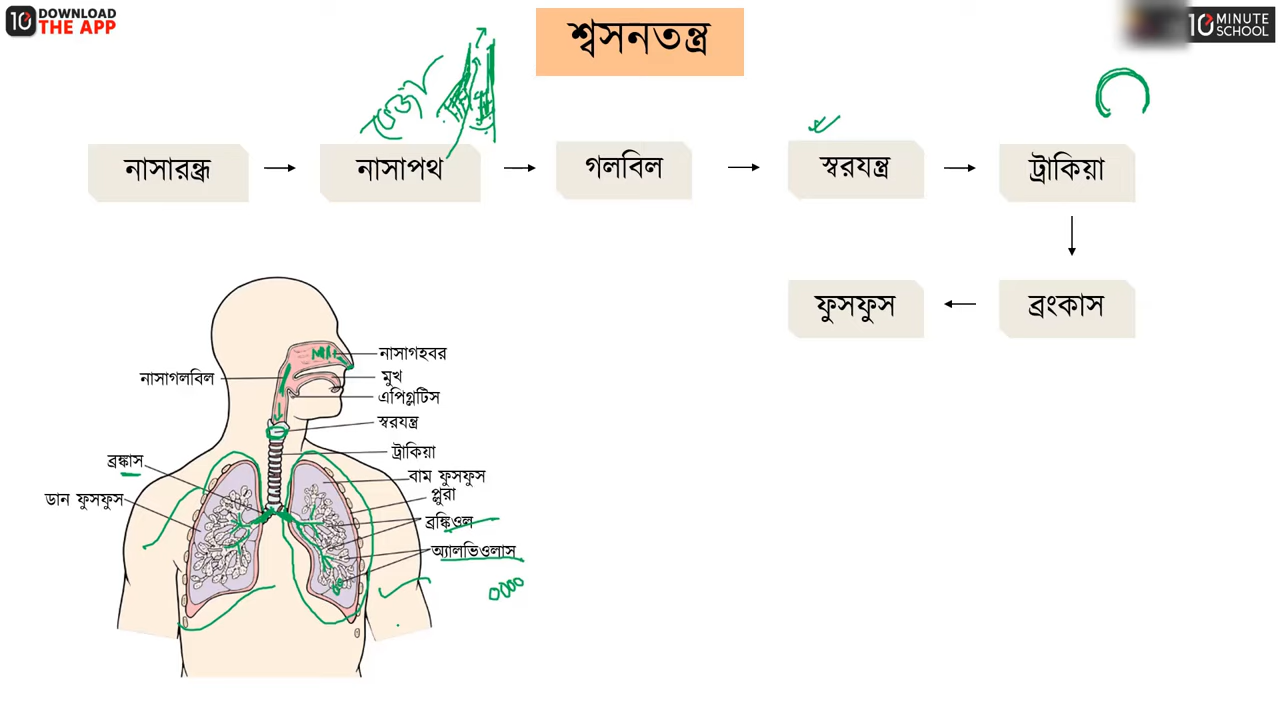 10 DOWNLOAD
THE APP
শ্বসনতন্ত্র
10 MINUTE
SCHOOL
নাসারন্ধ্র
নাসাপথ
গলবিল
স্বরযন্ত্র
ট্রাকিয়া
ফুসফুস
ব্রংকাস
নাসাগহবর
নাসাগলবিল
মুখ
এপিগ্লটিস
স্বরযন্ত্র
ট্রাকিয়া
ব্রঙ্কাস
বাম ফুসফুস
প্লুরা
ডান ফুসফুস
ব্রঙ্কিওল
অ্যালভিওলাস